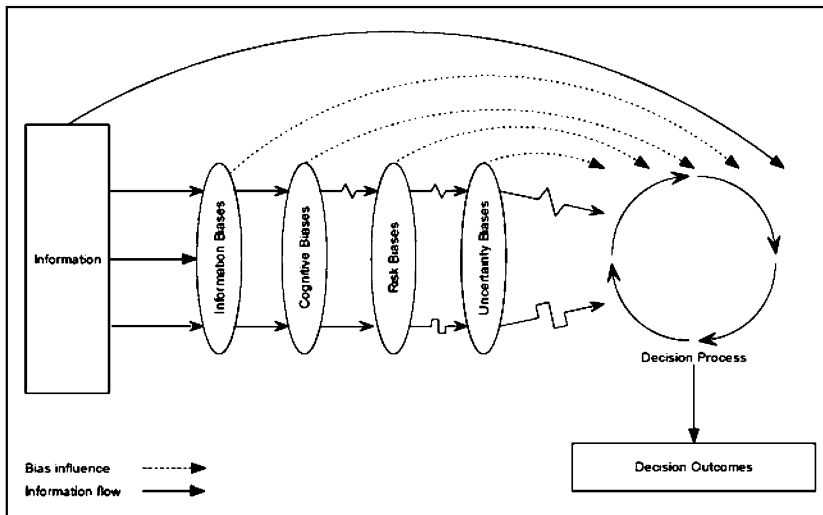 Information
Information Biases
Cognitive Biases
Risk Biases
Uncertainty Biases
Decision Process
Decision Outcomes
Bias influence
Information flow